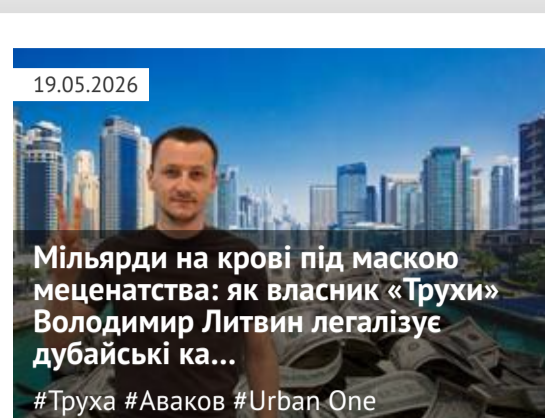 19.05.2026
Мільярди на крові під маскою
меценатства: як власник «Трухи»
Володимир Литвин легалізує
дубайські ка...
#Труха #Аваков #Urban One